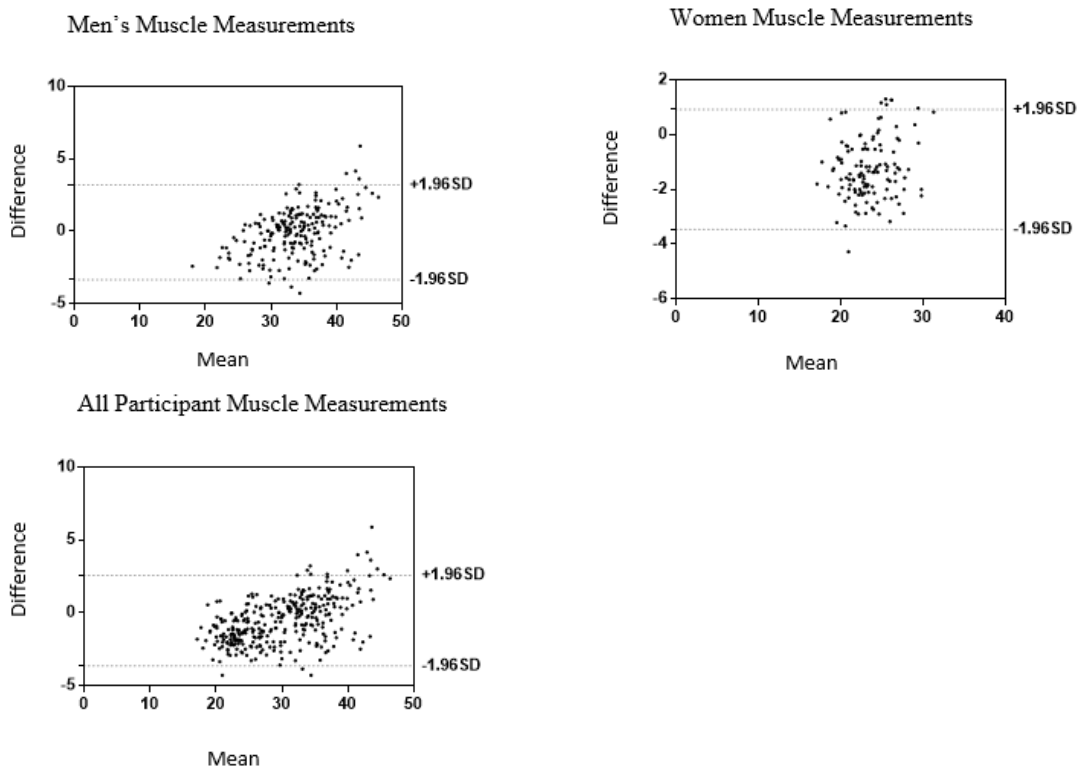 Men's Muscle Measurements
10
5
0
-5
Difference
+1.96SD
-1.96SD
0 10 20 30 40 50
Mean
Women Muscle Measurements
2
0
-2
-4
-6
Difference
+1.96SD
-1.96SD
0 10 20 30 40
Mean
All Participant Muscle Measurements
10
5
0
-5
Difference
+1.96SD
-1.96SD
0 10 20 30 40 50
Mean